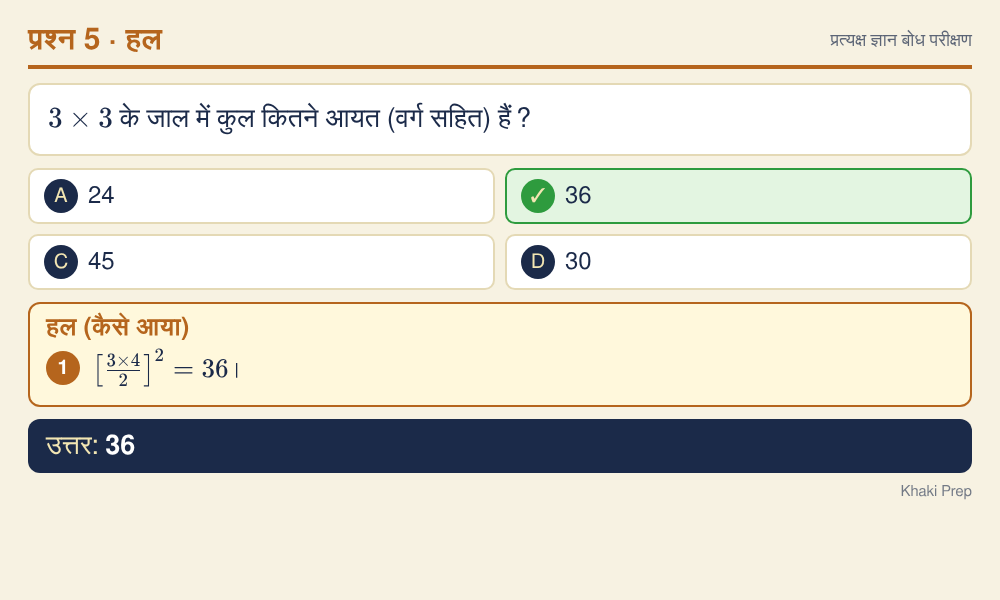 प्रश्न 5 · हल
प्रत्यक्ष ज्ञान बोध परीक्षण
3 × 3 के जाल में कुल कितने आयत (वर्ग सहित) हैं ?
A 24
✓ 36
C 45
D 30
हल (कैसे आया)
1 [3×4/2]² = 36।
उत्तर: 36
Khaki Prep